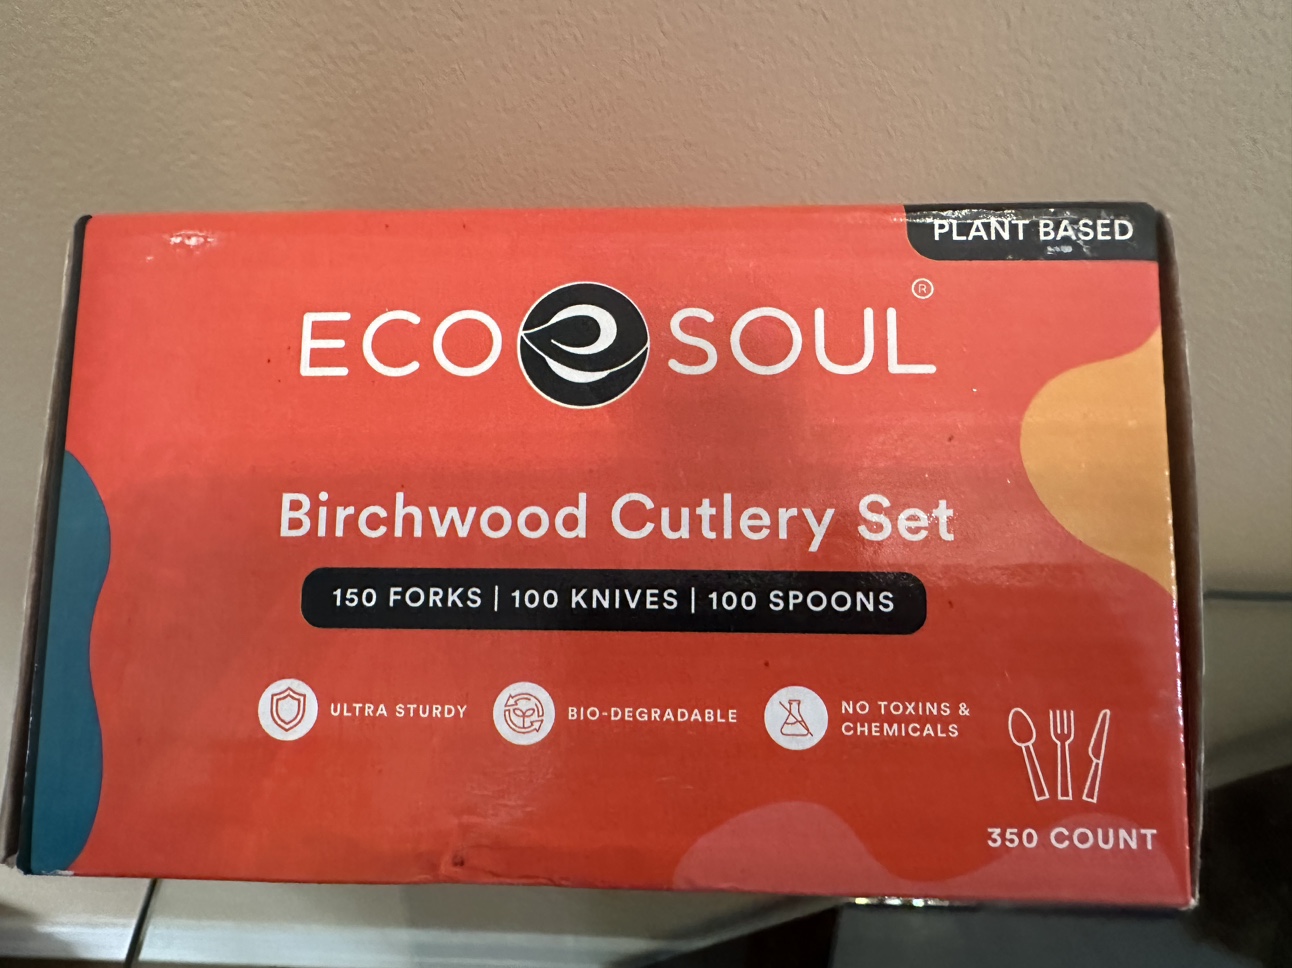 PLANT BASED
ECO SOUL®
Birchwood Cutlery Set
150 FORKS | 100 KNIVES | 100 SPOONS
ULTRA STURDY
BIO-DEGRADABLE
NO TOXINS &
CHEMICALS
350 COUNT